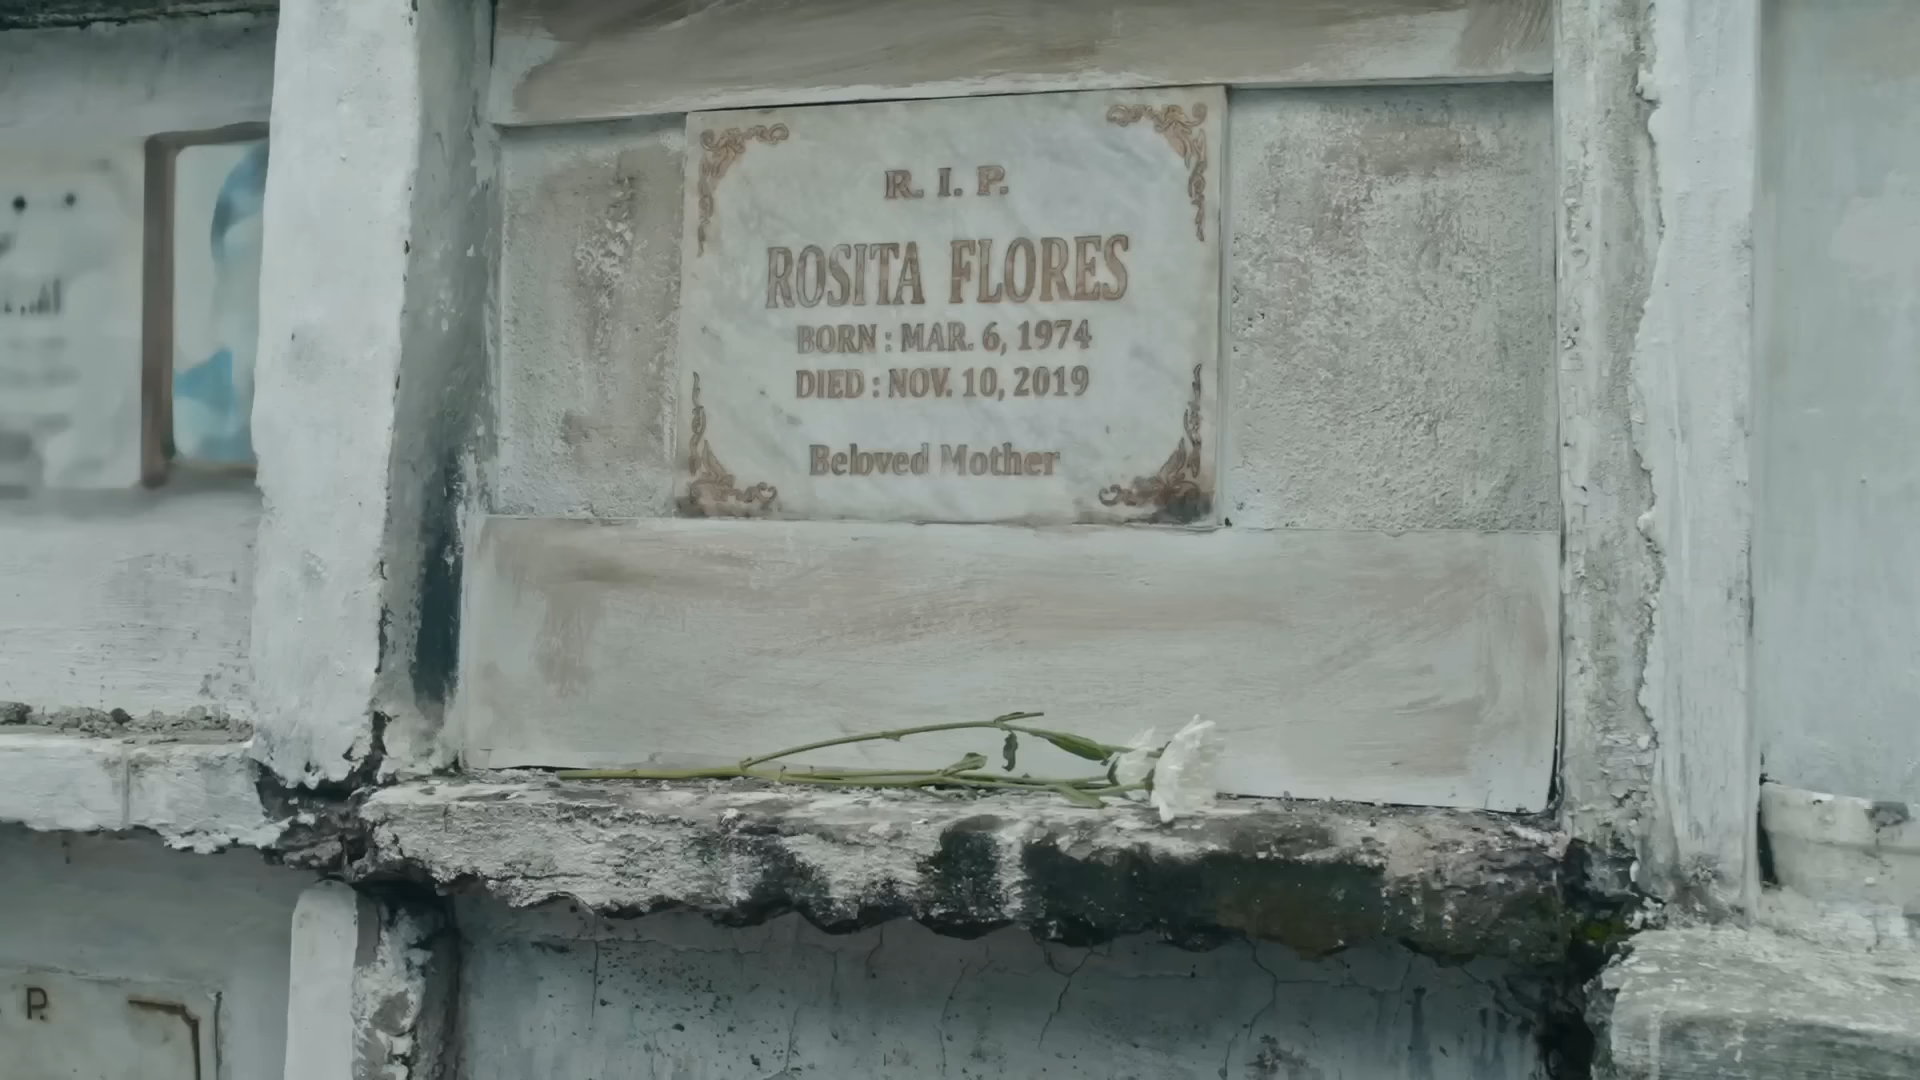 R. I. P.
ROSITA FLORES
BORN : MAR. 6, 1974
DIED : NOV. 10, 2019
Beloved Mother
P.